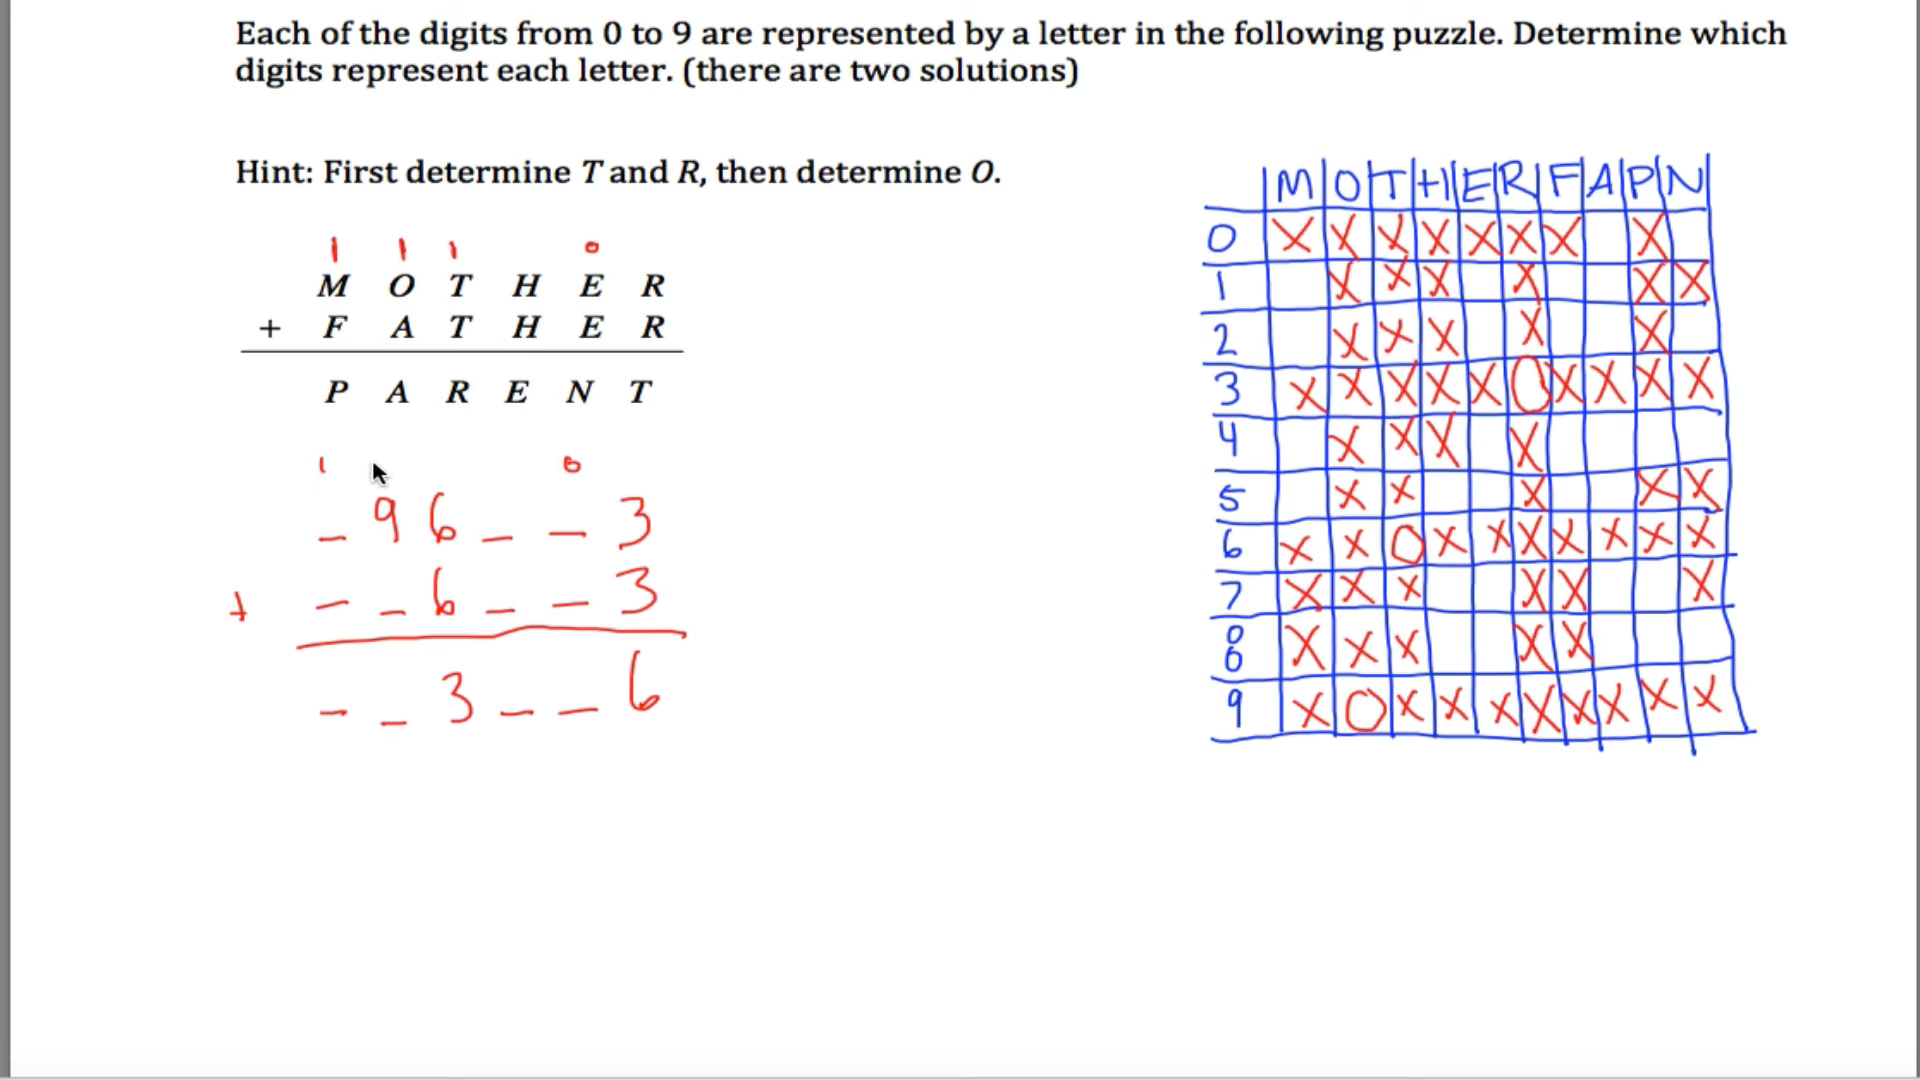 Each of the digits from 0 to 9 are represented by a letter in the following puzzle. Determine which
digits represent each letter. (there are two solutions)
Hint: First determine T and R, then determine O.
1 1 1 0
M O T H E R
+ F A T H E R
P A R E N T
1 0
_ 9 6 _ _ 3
+ _ _ 6 _ _ 3
_ _ 3 _ _ 6
M O T H E R F A P N
0 X X X X X X X X
1 X X X X X X
2 X X X X X
3 X X X X X O X X X X
4 X X X X
5 X X X X X
6 X X O X X X X X X X
7 X X X X X X
8 X X X X X
9 X O X X X X X X X X